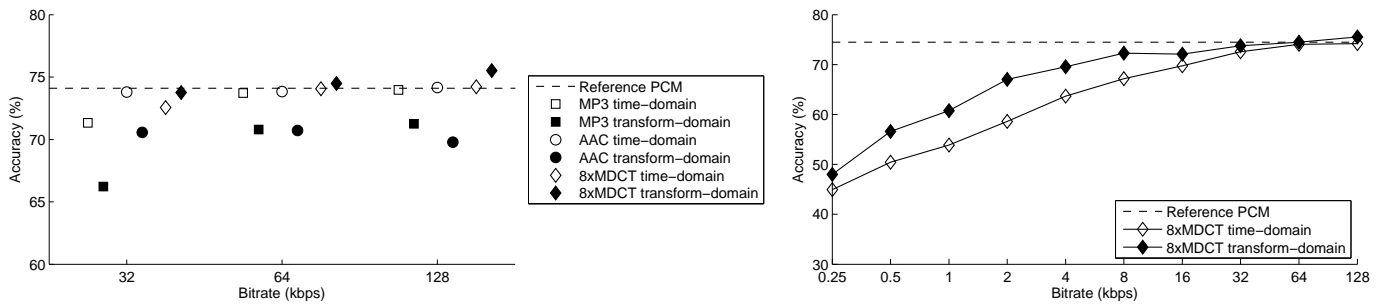 80
75
70
65
60
Accuracy (%)
32
64
128
Bitrate (kbps)
Reference PCM
MP3 time−domain
MP3 transform−domain
AAC time−domain
AAC transform−domain
8xMDCT time−domain
8xMDCT transform−domain
80
70
60
50
40
30
Accuracy (%)
0.25
0.5
1
2
4
8
16
32
64
128
Bitrate (kbps)
Reference PCM
8xMDCT time−domain
8xMDCT transform−domain